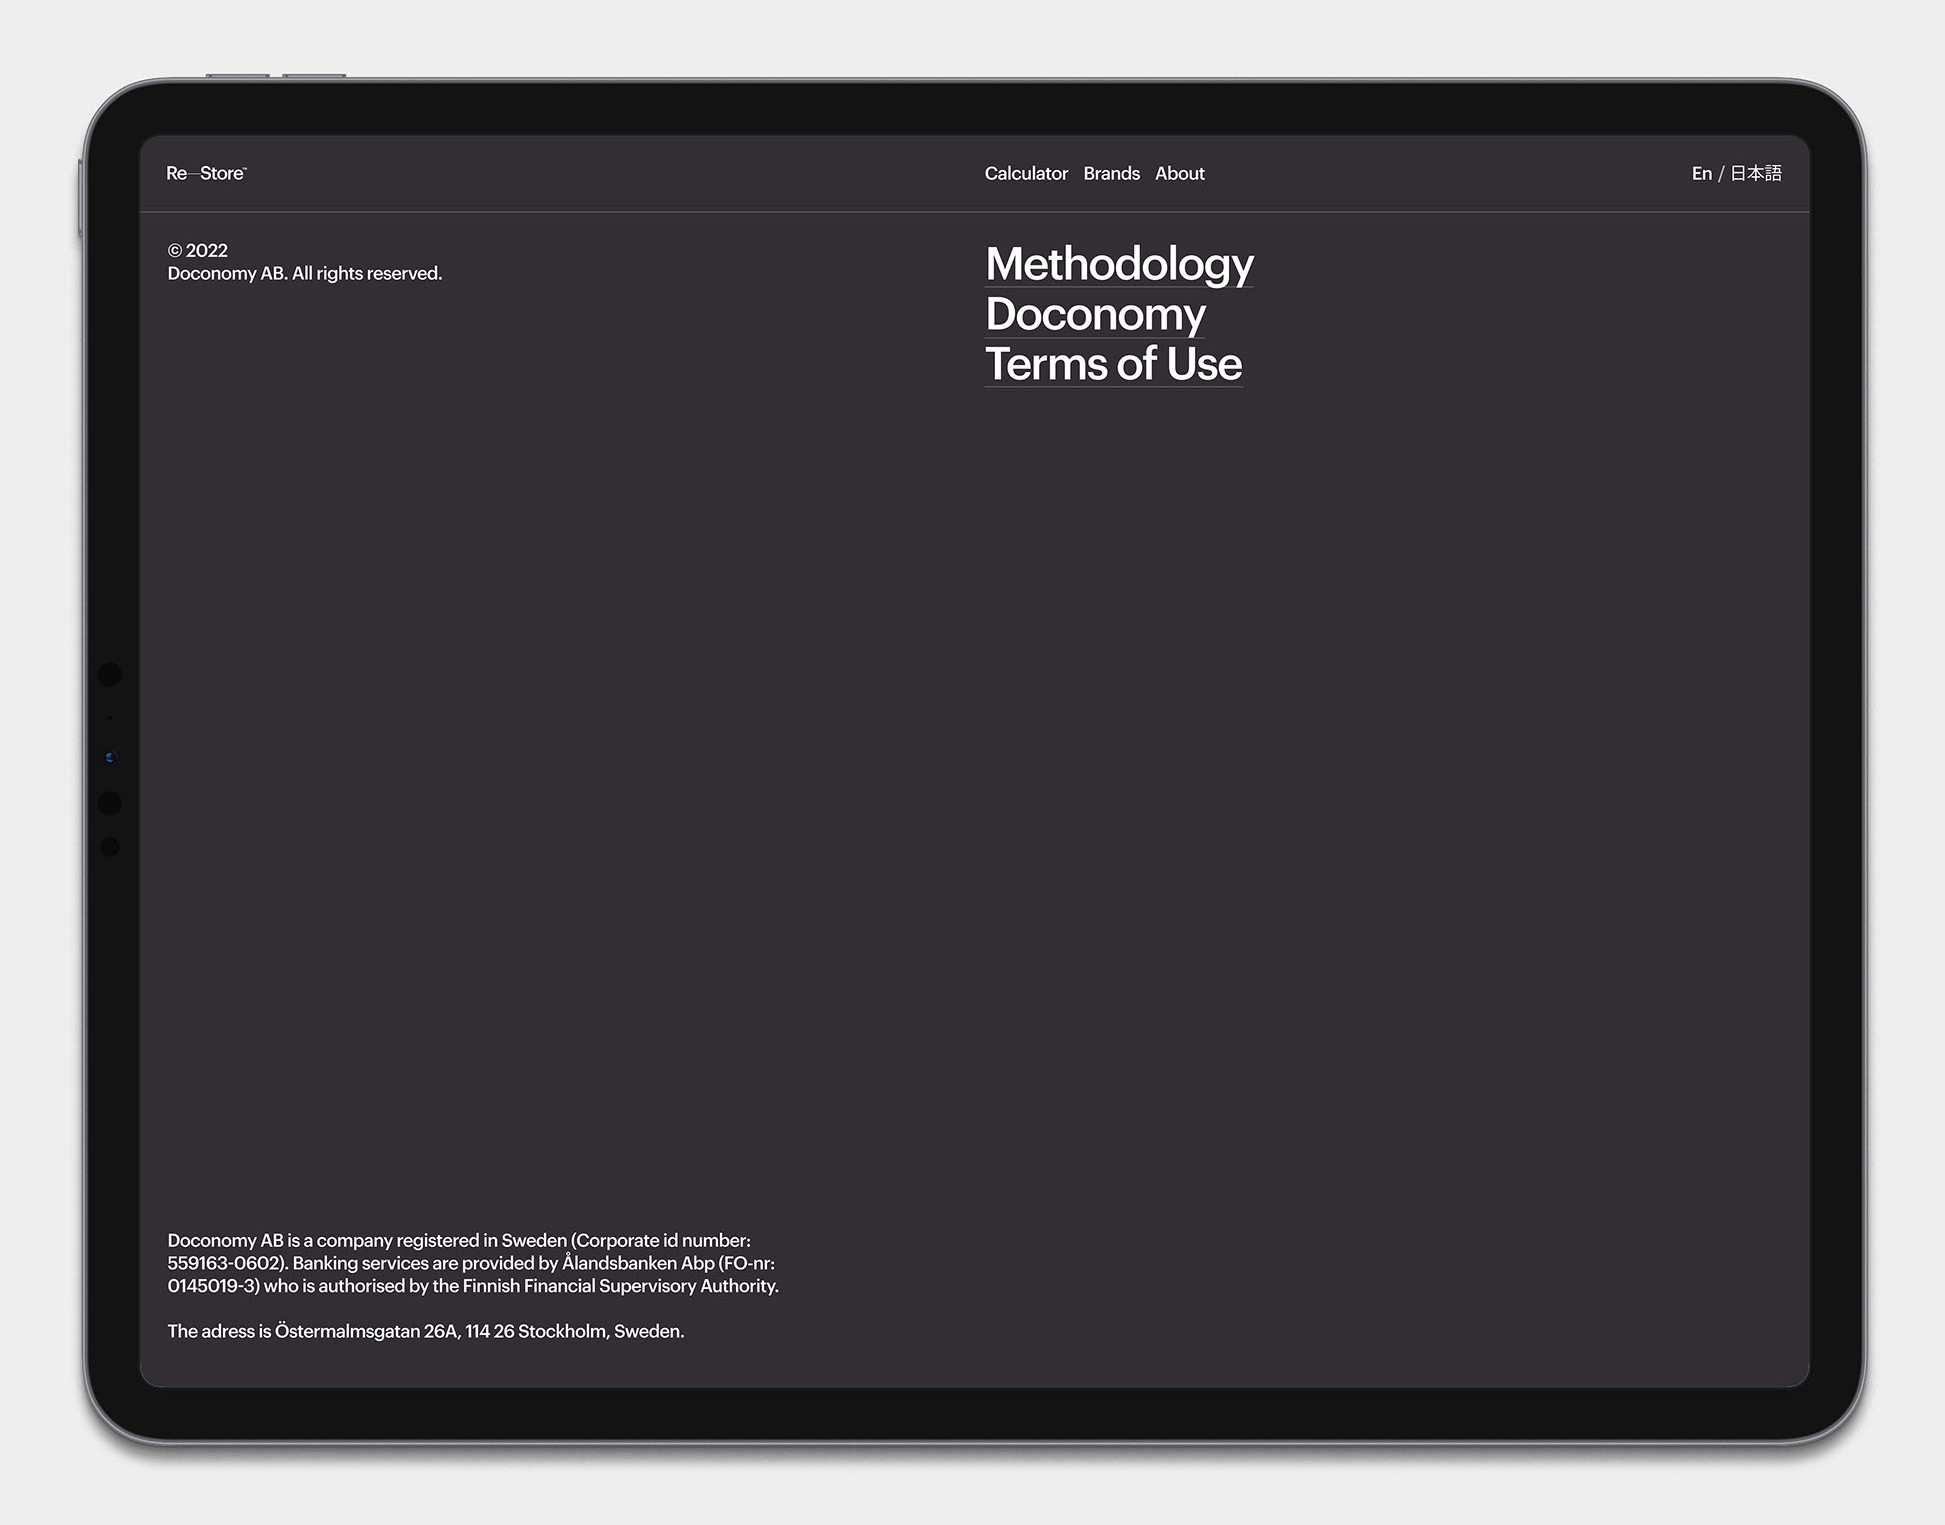 Re—Store™
Calculator Brands About
En / 日本語
© 2022
Doconomy AB. All rights reserved.
Methodology
Doconomy
Terms of Use
Doconomy AB is a company registered in Sweden (Corporate id number:
559163-0602). Banking services are provided by Ålandsbanken Abp (FO-nr:
0145019-3) who is authorised by the Finnish Financial Supervisory Authority.
The adress is Östermalmsgatan 26A, 114 26 Stockholm, Sweden.